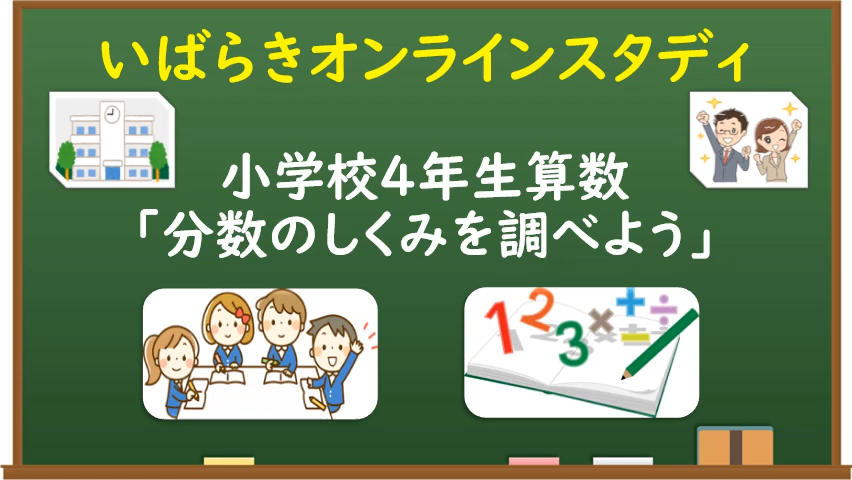 いばらきオンラインスタディ
小学校4年生算数
「分数のしくみを調べよう」
123×+÷=